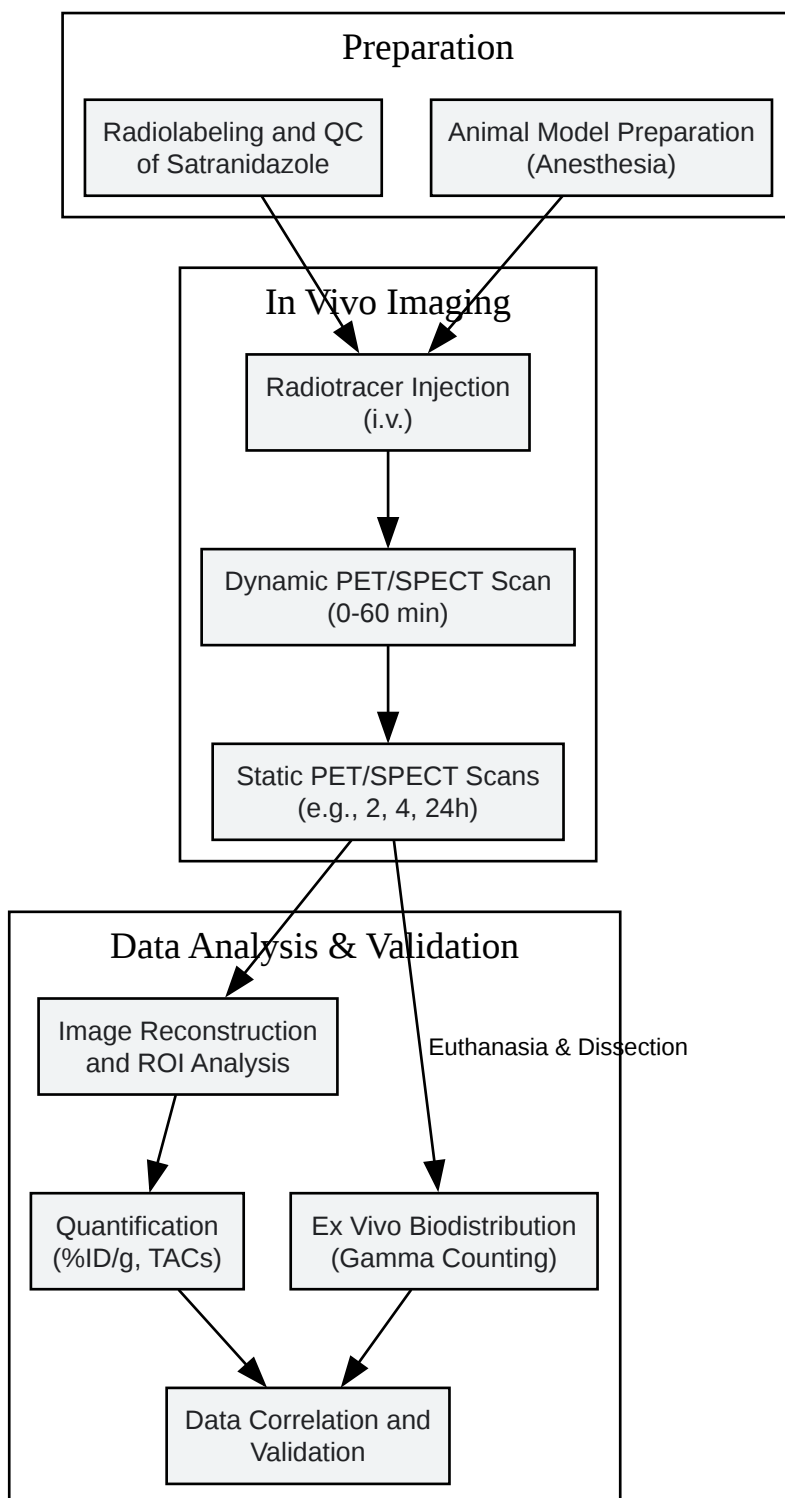 Preparation
Radiolabeling and QC
of Satranidazole
Animal Model Preparation
(Anesthesia)
In Vivo Imaging
Radiotracer Injection
(i.v.)
Dynamic PET/SPECT Scan
(0-60 min)
Static PET/SPECT Scans
(e.g., 2, 4, 24h)
Data Analysis & Validation
Image Reconstruction
and ROI Analysis
Euthanasia & Dissection
Quantification
(%ID/g, TACs)
Ex Vivo Biodistribution
(Gamma Counting)
Data Correlation and
Validation